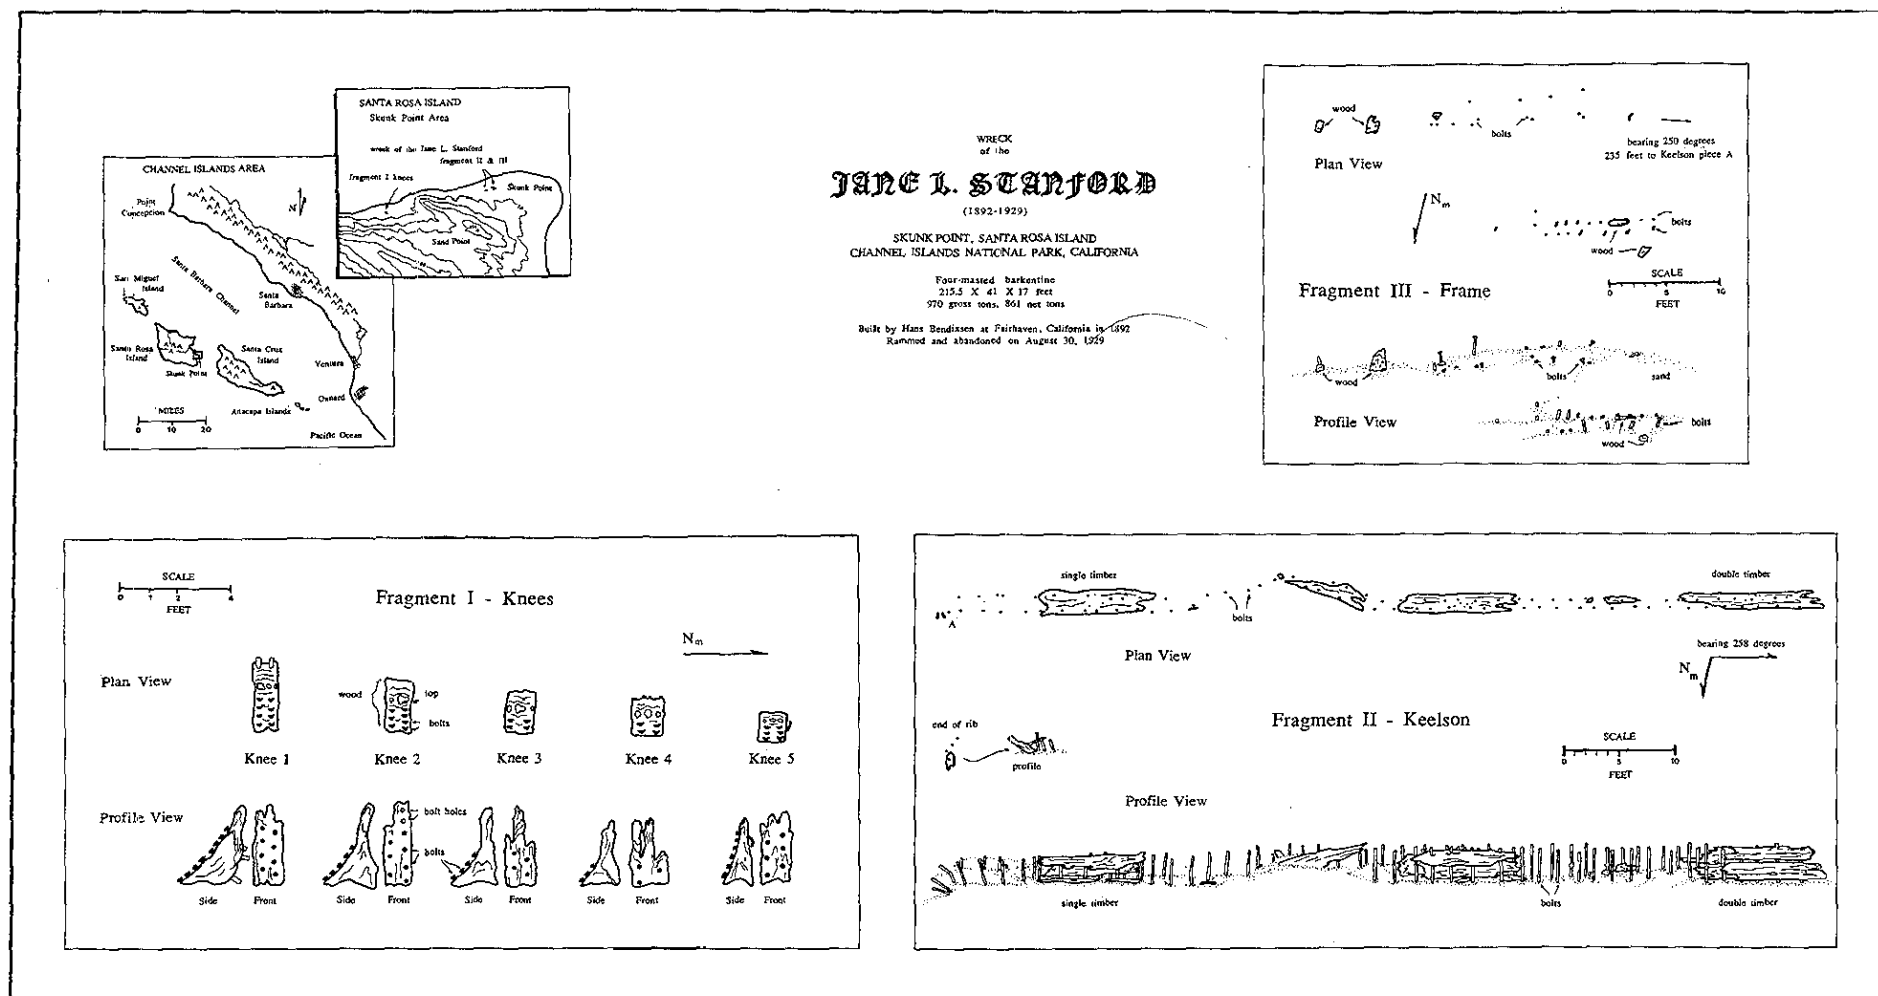 SANTA ROSA ISLAND
Skunk Point Area
wreck of the Jane L. Stanford
fragment II & III
fragment I knees
Skunk Point
Sand Point
CHANNEL ISLANDS AREA
Point
Conception
N
San Miguel
Island
Santa Barbara Channel
Santa
Barbara
Santa Rosa
Island
Skunk Point
Santa Cruz
Island
Ventura
Oxnard
Anacapa Islands
MILES
0 10 20
Pacific Ocean
WRECK
of the
JANE L. STANFORD
(1892-1929)
SKUNK POINT, SANTA ROSA ISLAND
CHANNEL ISLANDS NATIONAL PARK, CALIFORNIA
Four-masted barkentine
215.5 X 41 X 17 feet
970 gross tons, 861 net tons
Built by Hans Bendixsen at Fairhaven, California in 1892
Rammed and abandoned on August 30, 1929
wood
bolts
bearing 250 degrees
235 feet to Keelson piece A
Plan View
Nm
bolts
wood
Fragment III - Frame
SCALE
0 5 10
FEET
wood
bolts
sand
Profile View
bolts
wood
SCALE
0 1 2 4
FEET
Fragment I - Knees
Nm
Plan View
wood
top
bolts
Knee 1 Knee 2 Knee 3 Knee 4 Knee 5
Profile View
bolt holes
bolts
Side Front Side Front Side Front Side Front Side Front
single timber
double timber
A
bolts
Plan View
bearing 258 degrees
Nm
end of rib
profile
Fragment II - Keelson
SCALE
0 5 10
FEET
Profile View
single timber
bolts
double timber